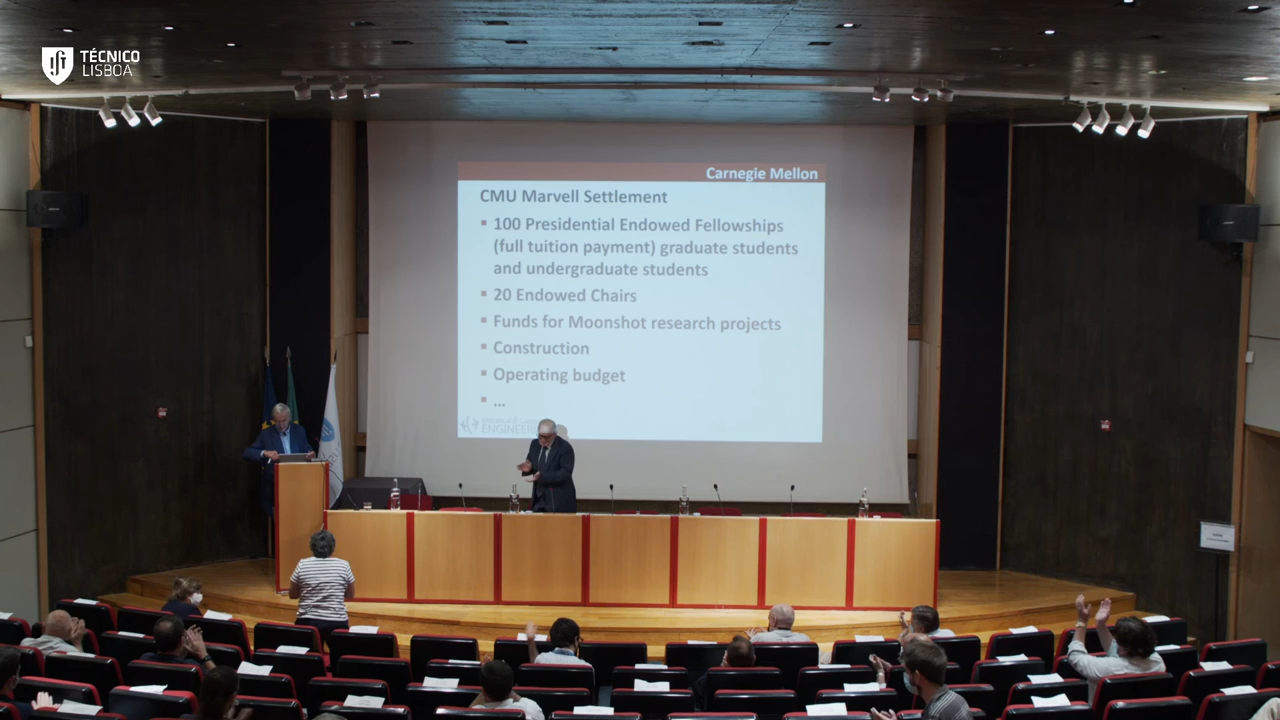 TÉCNICO
LISBOA
Carnegie Mellon
CMU Marvell Settlement
▪ 100 Presidential Endowed Fellowships
(full tuition payment) graduate students
and undergraduate students
▪ 20 Endowed Chairs
▪ Funds for Moonshot research projects
▪ Construction
▪ Operating budget
▪ ...